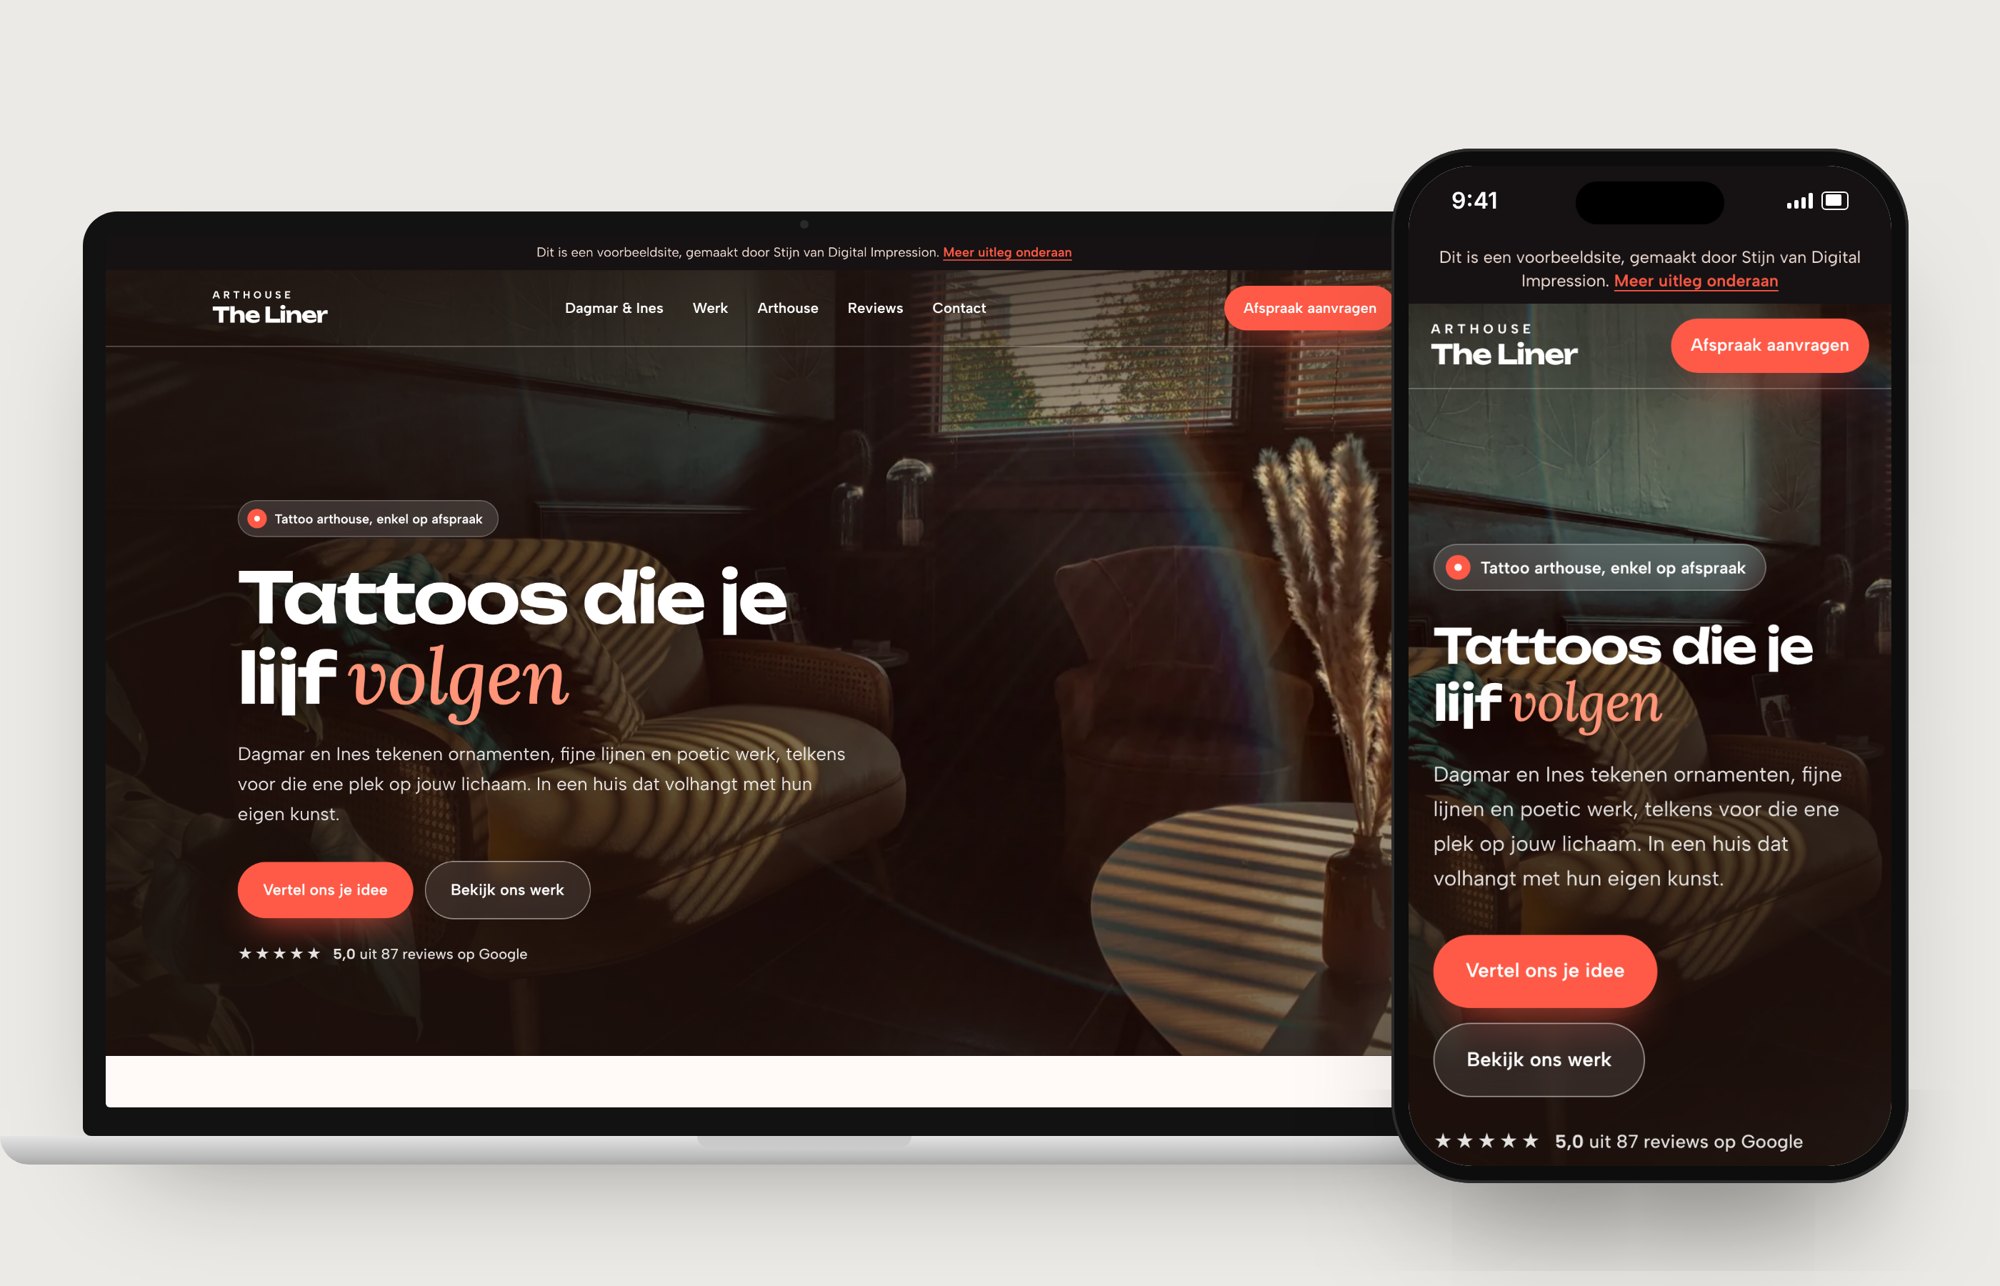 Dit is een voorbeeldsite, gemaakt door Stijn van Digital Impression. Meer uitleg onderaan
ARTHOUSE
The Liner
Dagmar & Ines
Werk
Arthouse
Reviews
Contact
Afspraak aanvragen
Tattoo arthouse, enkel op afspraak
Tattoos die je
lijf volgen
Dagmar en Ines tekenen ornamenten, fijne lijnen en poetic werk, telkens
voor die ene plek op jouw lichaam. In een huis dat volhangt met hun
eigen kunst.
Vertel ons je idee
Bekijk ons werk
★★★★★ 5,0 uit 87 reviews op Google
9:41
Dit is een voorbeeldsite, gemaakt door Stijn van Digital
Impression. Meer uitleg onderaan
ARTHOUSE
The Liner
Afspraak aanvragen
Tattoo arthouse, enkel op afspraak
Tattoos die je
lijf volgen
Dagmar en Ines tekenen ornamenten, fijne
lijnen en poetic werk, telkens voor die ene
plek op jouw lichaam. In een huis dat
volhangt met hun eigen kunst.
Vertel ons je idee
Bekijk ons werk
★★★★★ 5,0 uit 87 reviews op Google